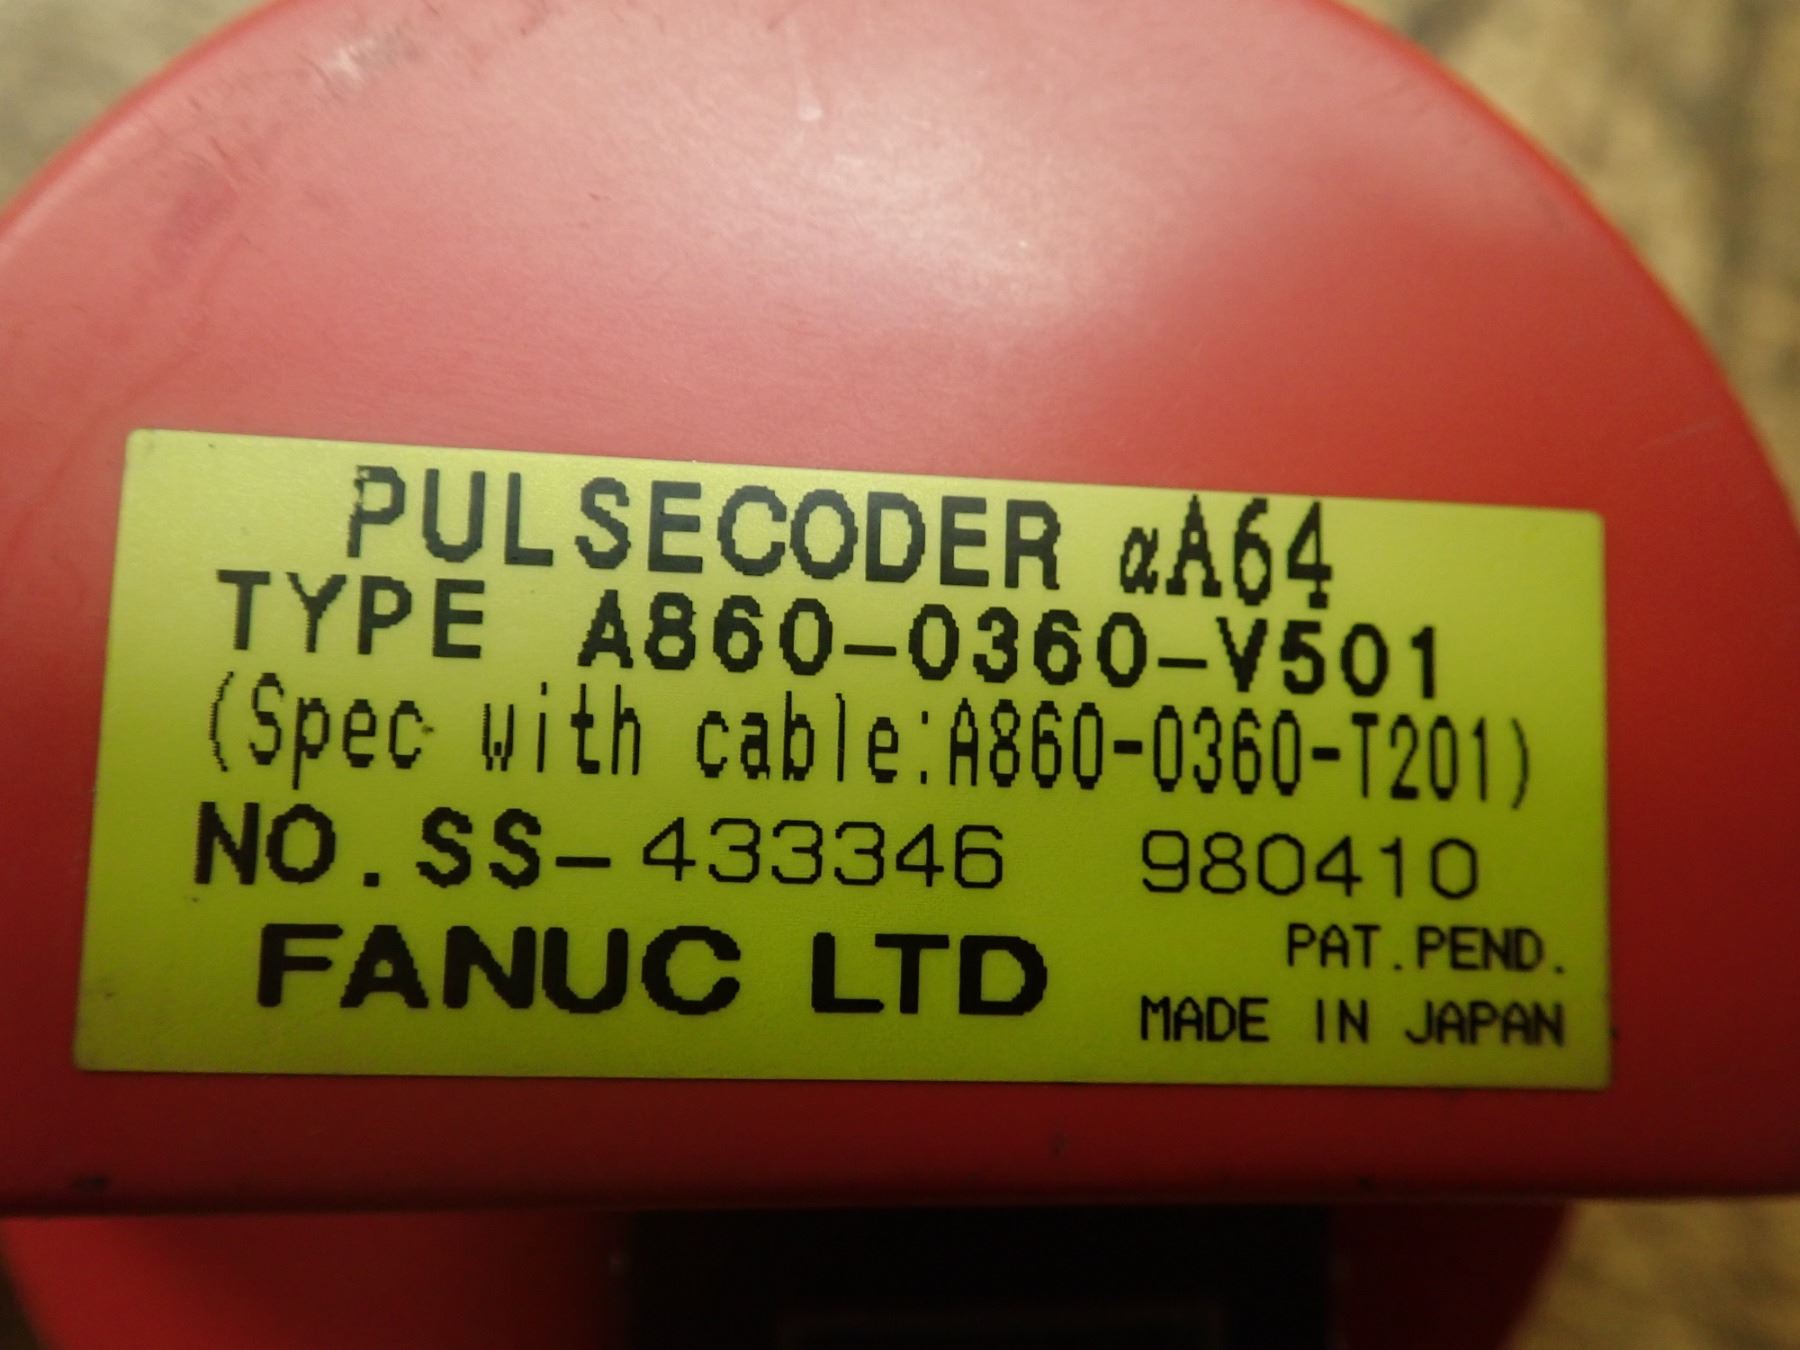 PULSECODER αA64
TYPE A860-0360-V501
(Spec with cable:A860-0360-T201)
NO.SS-433346 980410
FANUC LTD
PAT.PEND.
MADE IN JAPAN